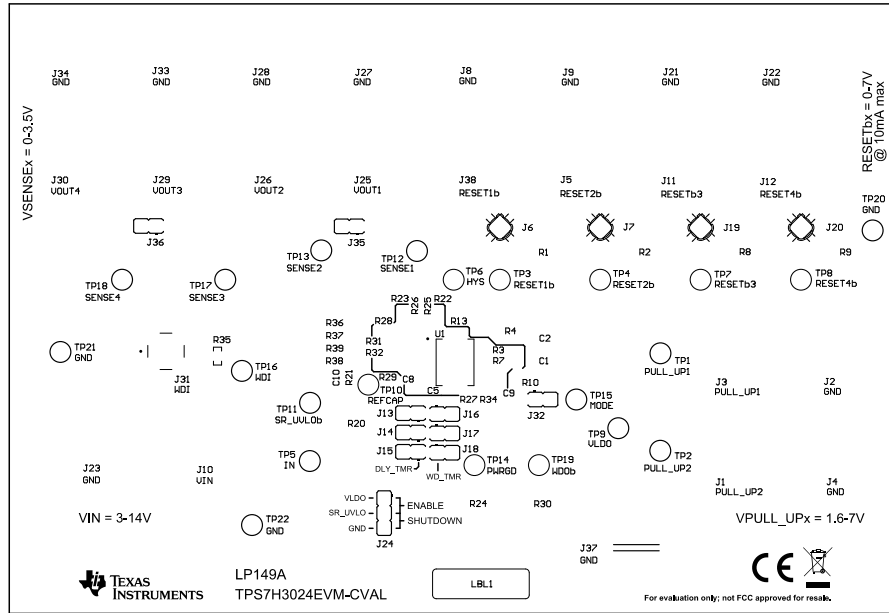 J34
GND
J33
GND
J28
GND
J27
GND
J8
GND
J9
GND
J21
GND
J22
GND
VSENSEx = 0-3.5V
RESETbx = 0-7V
@ 10mA max
J30
VOUT4
J29
VOUT3
J26
VOUT2
J25
VOUT1
J38
RESET1b
J5
RESET2b
J11
RESETb3
J12
RESET4b
TP20
GND
J36
J35
J6
J7
J19
J20
TP13
SENSE2
TP12
SENSE1
R1
R2
R8
R9
TP18
SENSE4
TP17
SENSE3
TP6
HYS
TP3
RESET1b
TP4
RESET2b
TP7
RESETb3
TP8
RESET4b
R23
R26
R25
R22
R36
R28
R13
U1
R4
R37
R31
C2
R39
R32
R3
R38
R7
C1
R35
TP21
GND
J31
WDI
TP16
WDI
C10
R21
R29
C8
R10
TP10
REFCAP
C5
C9
R27
R34
J32
TP15
MODE
TP1
PULL_UP1
J3
PULL_UP1
J2
GND
TP11
SR_UVLOb
R20
J13
J16
J14
J17
J15
J18
DLY_TMR
WD_TMR
TP9
VLDO
TP5
IN
TP14
PWRGD
TP19
WDOb
TP2
PULL_UP2
J23
GND
J10
VIN
J1
PULL_UP2
J4
GND
VIN = 3-14V
TP22
GND
VLDO
SR_UVLO
GND
ENABLE
SHUTDOWN
J24
R24
R30
VPULL_UPx = 1.6-7V
J37
GND
TEXAS
INSTRUMENTS
LP149A
TPS7H3024EVM-CVAL
LBL1
CE
For evaluation only; not FCC approved for resale.